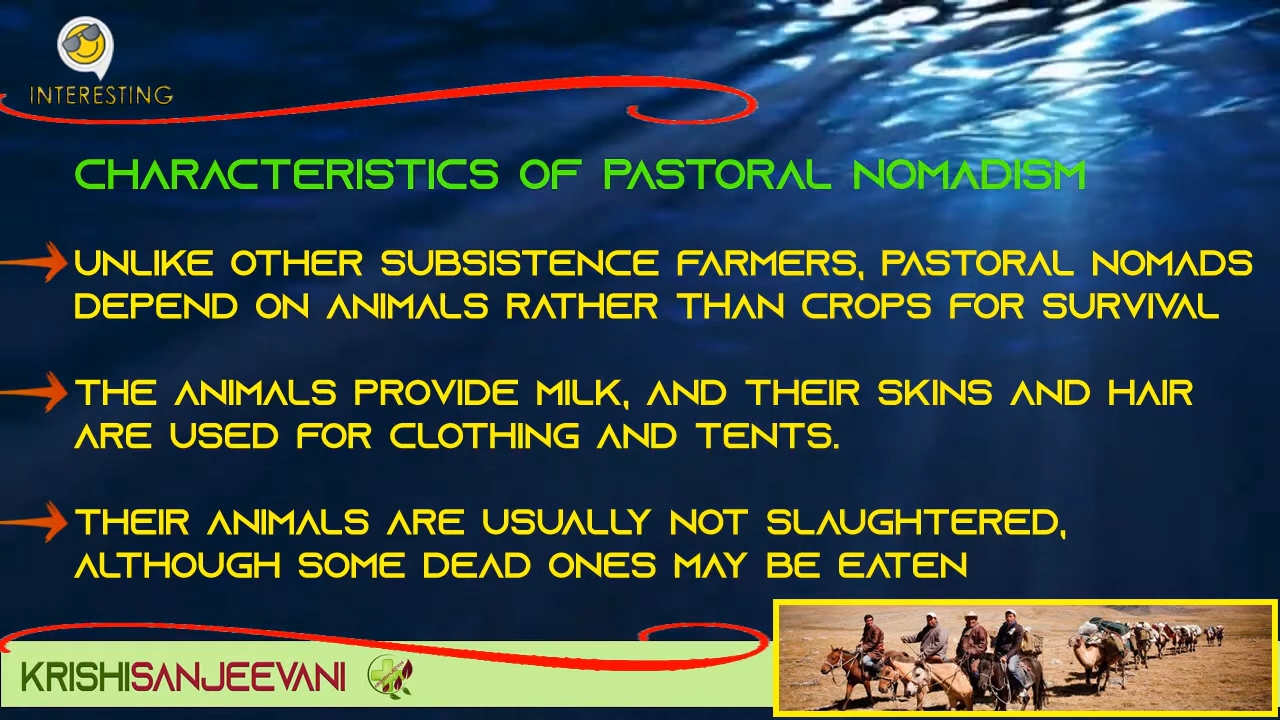 INTERESTING
CHARACTERISTICS OF PASTORAL NOMADISM
UNLIKE OTHER SUBSISTENCE FARMERS, PASTORAL NOMADS
DEPEND ON ANIMALS RATHER THAN CROPS FOR SURVIVAL
THE ANIMALS PROVIDE MILK, AND THEIR SKINS AND HAIR
ARE USED FOR CLOTHING AND TENTS.
THEIR ANIMALS ARE USUALLY NOT SLAUGHTERED,
ALTHOUGH SOME DEAD ONES MAY BE EATEN
KRISHISANJEEVANI